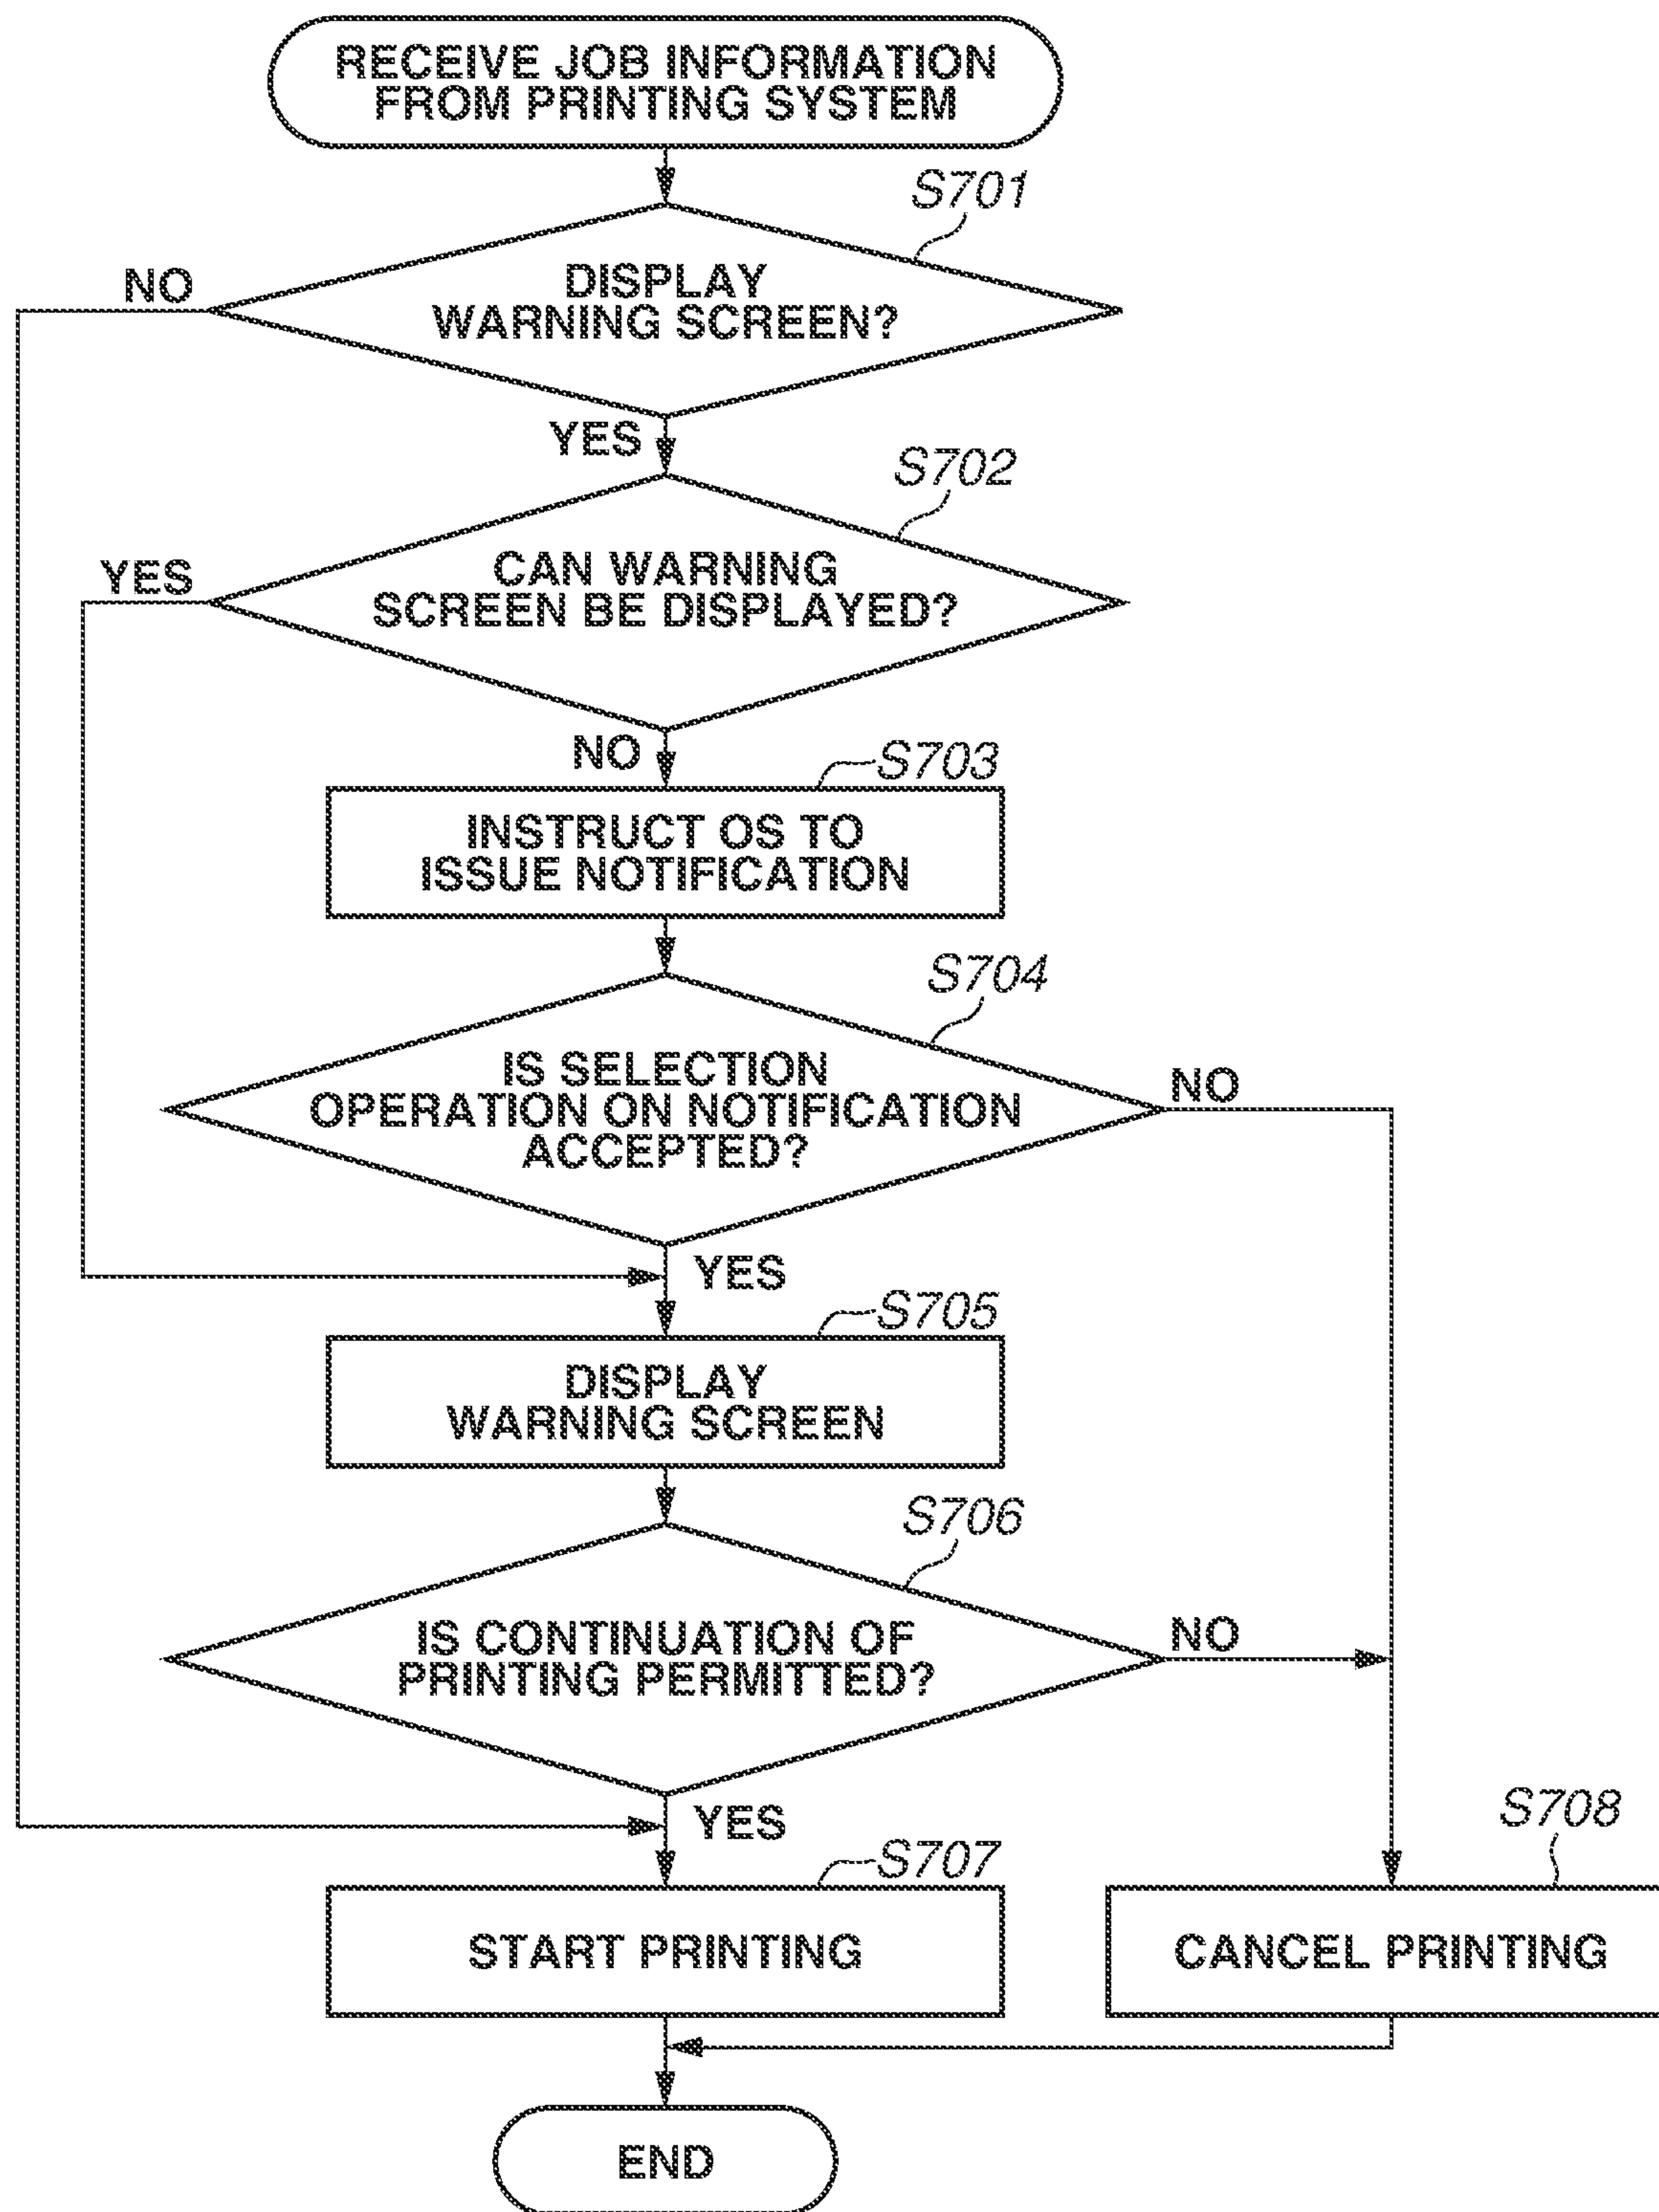 RECEIVE JOB INFORMATION
FROM PRINTING SYSTEM
S701
NO
DISPLAY
WARNING SCREEN?
YES
S702
YES
CAN WARNING
SCREEN BE DISPLAYED?
NO
S703
INSTRUCT OS TO
ISSUE NOTIFICATION
S704
IS SELECTION
OPERATION ON NOTIFICATION
ACCEPTED?
NO
YES
S705
DISPLAY
WARNING SCREEN
S706
IS CONTINUATION OF
PRINTING PERMITTED?
NO
YES
S707
S708
START PRINTING
CANCEL PRINTING
END